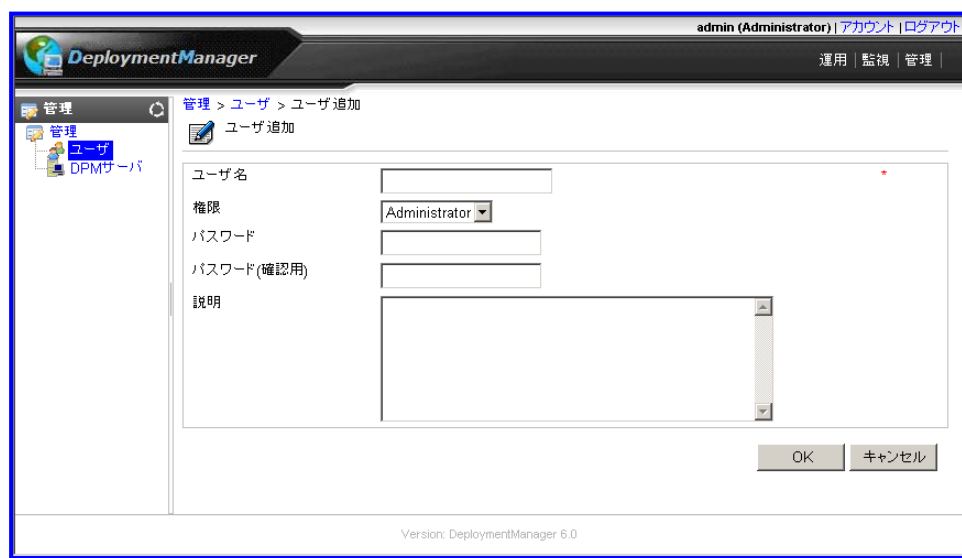 admin (Administrator) | アカウント | ログアウト
DeploymentManager
運用 | 監視 | 管理 |
管理
管理
ユーザ
DPMサーバ
管理 > ユーザ > ユーザ追加
ユーザ追加
ユーザ名 *
権限 Administrator
パスワード
パスワード(確認用)
説明
OK キャンセル
Version: DeploymentManager 6.0